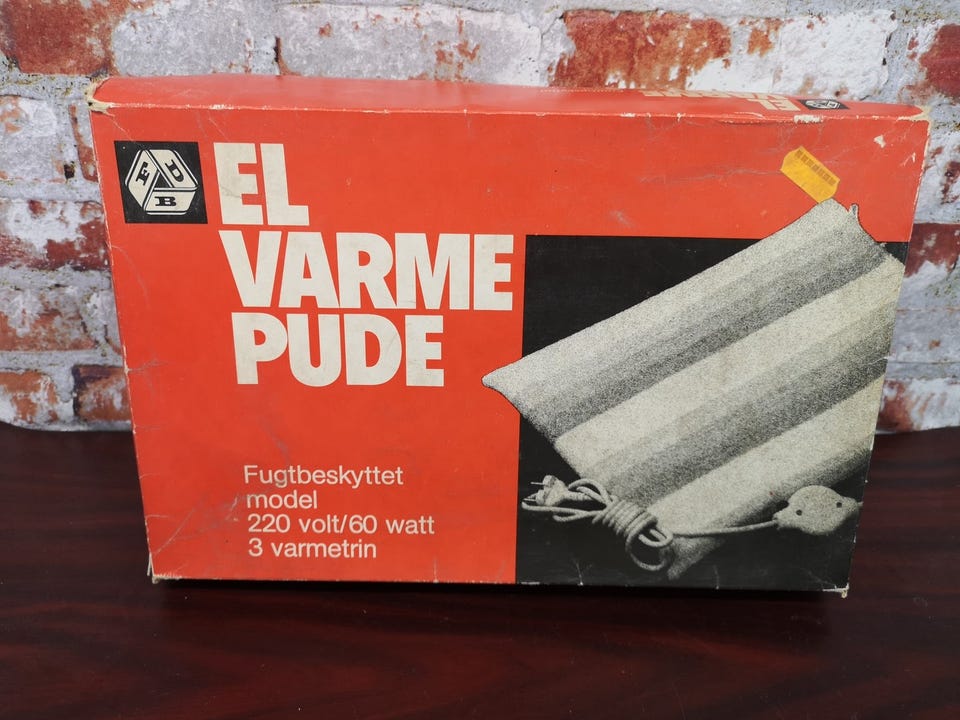 FDB
EL
VARME
PUDE
Fugtbeskyttet
model
220 volt/60 watt
3 varmetrin